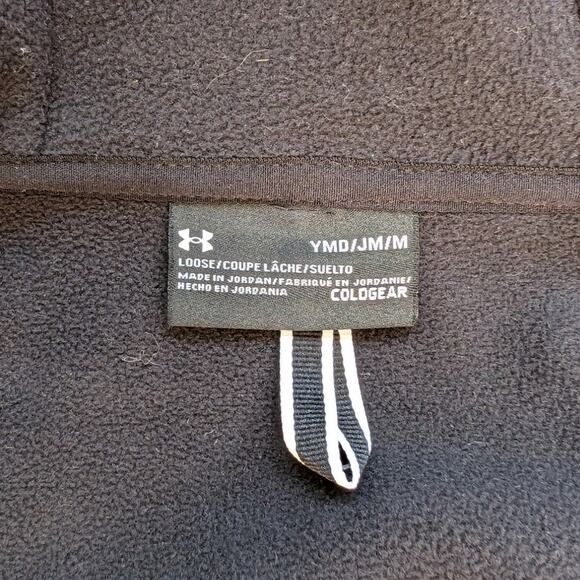 YMD/JM/M
LOOSE/COUPE LÂCHE/SUELTO
MADE IN JORDAN/FABRIQUÉ EN JORDANIE/
HECHO EN JORDANIA COLDGEAR